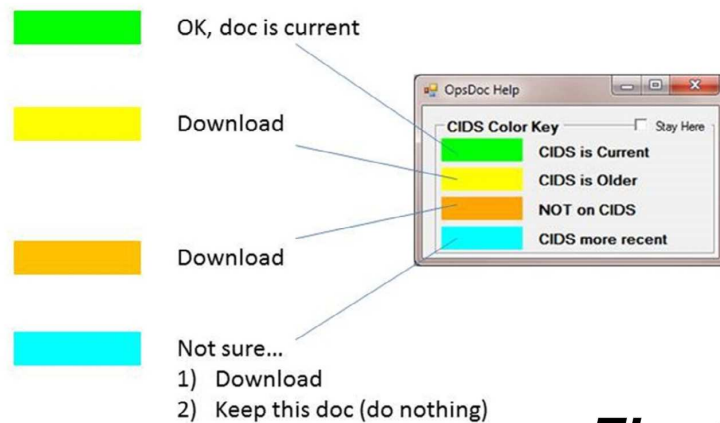 OK, doc is current
Download
Download
Not sure...
1) Download
2) Keep this doc (do nothing)
OpsDoc Help
CIDS Color Key
Stay Here
CIDS is Current
CIDS is Older
NOT on CIDS
CIDS more recent